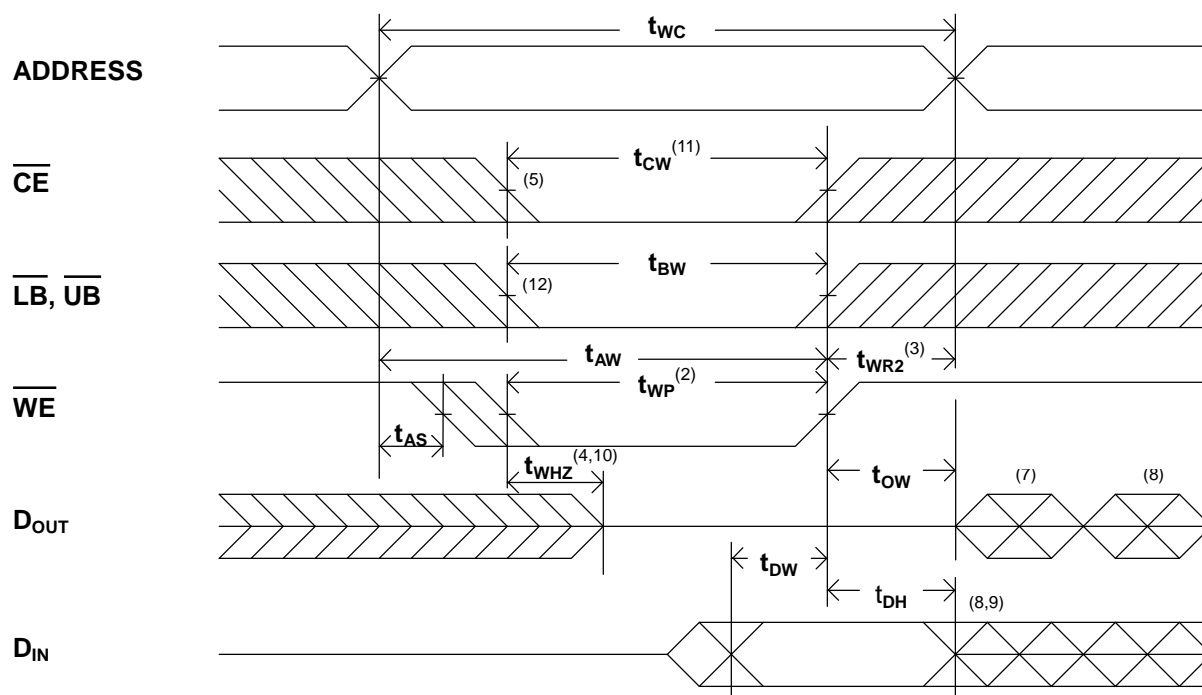 tWC
ADDRESS
CE tCW(11)
(5)
LB, UB tBW
(12)
tAW tWR2(3)
WE tWP(2)
tAS
tWHZ(4,10) tOW (7) (8)
DOUT
tDW
tDH (8,9)
DIN